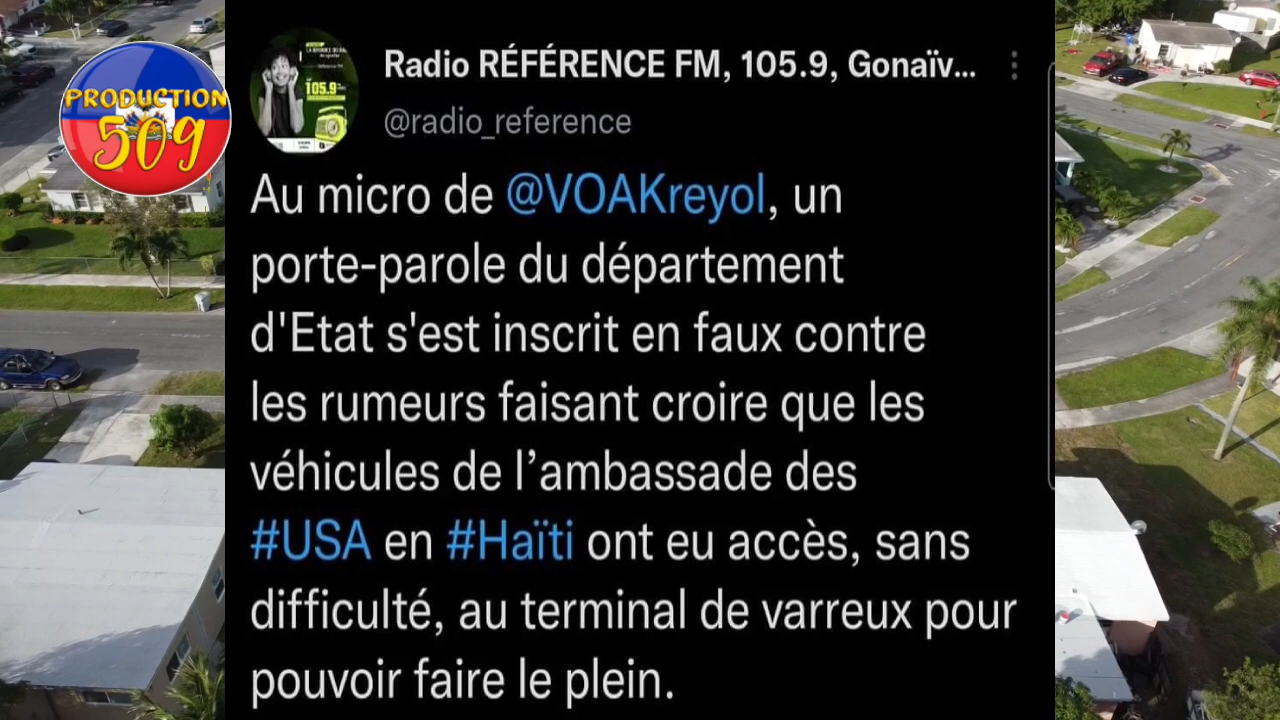 PRODUCTION
509
105.9
Radio RÉFÉRENCE FM, 105.9, Gonaïv...
@radio_reference
Au micro de @VOAKreyol, un
porte-parole du département
d'Etat s'est inscrit en faux contre
les rumeurs faisant croire que les
véhicules de l’ambassade des
#USA en #Haïti ont eu accès, sans
difficulté, au terminal de varreux pour
pouvoir faire le plein.